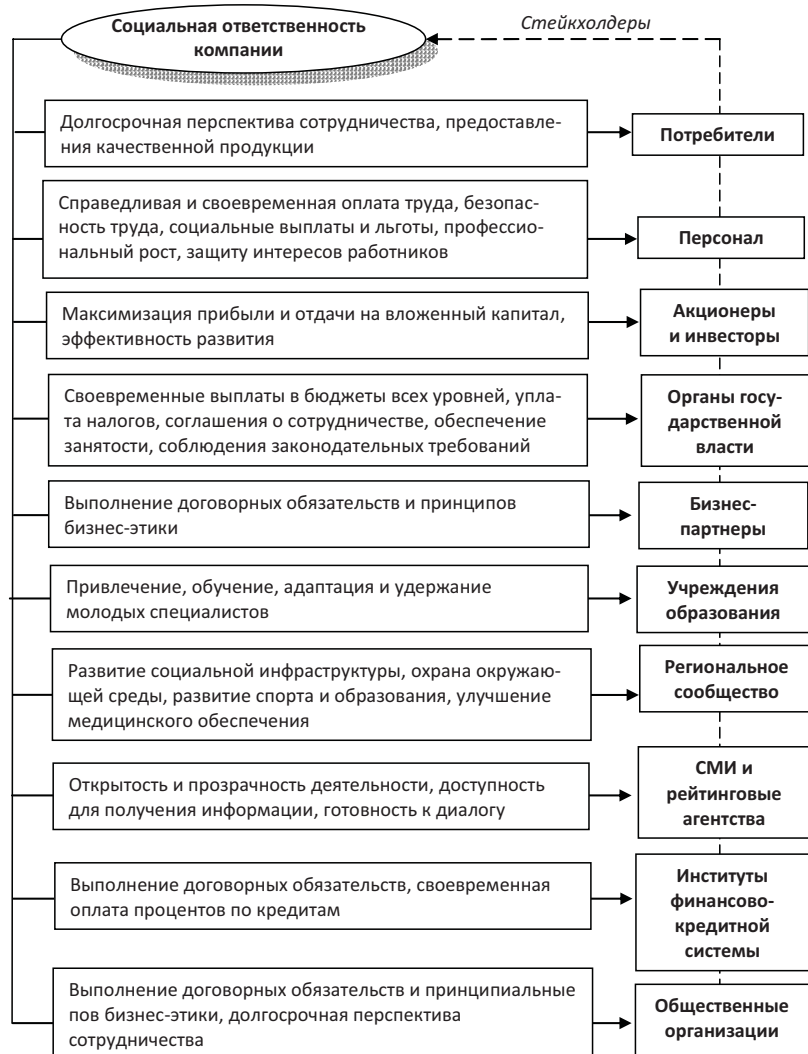 Социальная ответственность
компании
Стейкхолдеры
Долгосрочная перспектива сотрудничества, предоставле-
ния качественной продукции
Потребители
Справедливая и своевременная оплата труда, безопас-
ность труда, социальные выплаты и льготы, профессио-
нальный рост, защиту интересов работников
Персонал
Максимизация прибыли и отдачи на вложенный капитал,
эффективность развития
Акционеры
и инвесторы
Своевременные выплаты в бюджеты всех уровней, упла-
та налогов, соглашения о сотрудничестве, обеспечение
занятости, соблюдения законодательных требований
Органы госу-
дарственной
власти
Выполнение договорных обязательств и принципов
бизнес-этики
Бизнес-
партнеры
Привлечение, обучение, адаптация и удержание
молодых специалистов
Учреждения
образования
Развитие социальной инфраструктуры, охрана окружаю-
щей среды, развитие спорта и образования, улучшение
медицинского обеспечения
Региональное
сообщество
Открытость и прозрачность деятельности, доступность
для получения информации, готовность к диалогу
СМИ и
рейтинговые
агентства
Выполнение договорных обязательств, своевременная
оплата процентов по кредитам
Институты
финансово-
кредитной
системы
Выполнение договорных обязательств и принципиальные
пов бизнес-этики, долгосрочная перспектива
сотрудничества
Общественные
организации